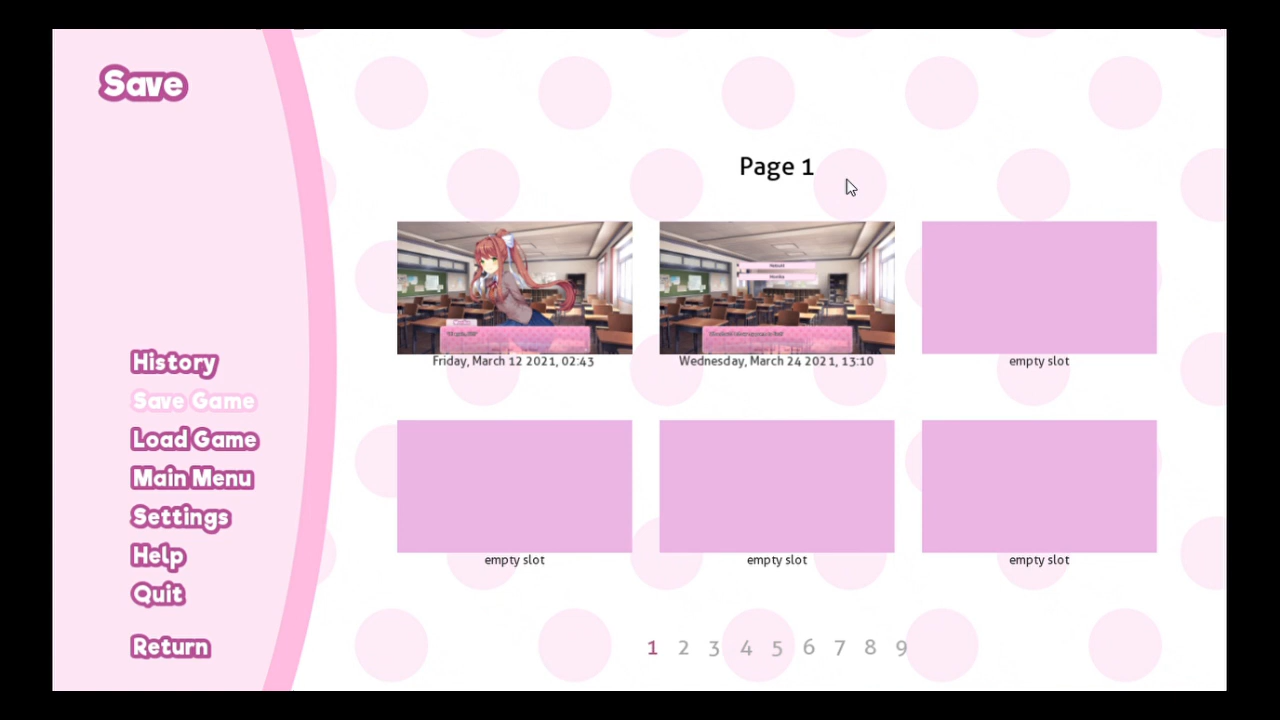 Save
Page 1
Friday, March 12 2021, 02:43
Wednesday, March 24 2021, 13:10
empty slot
History
Save Game
Load Game
Main Menu
Settings
Help
Quit
Return
empty slot
empty slot
empty slot
1 2 3 4 5 6 7 8 9